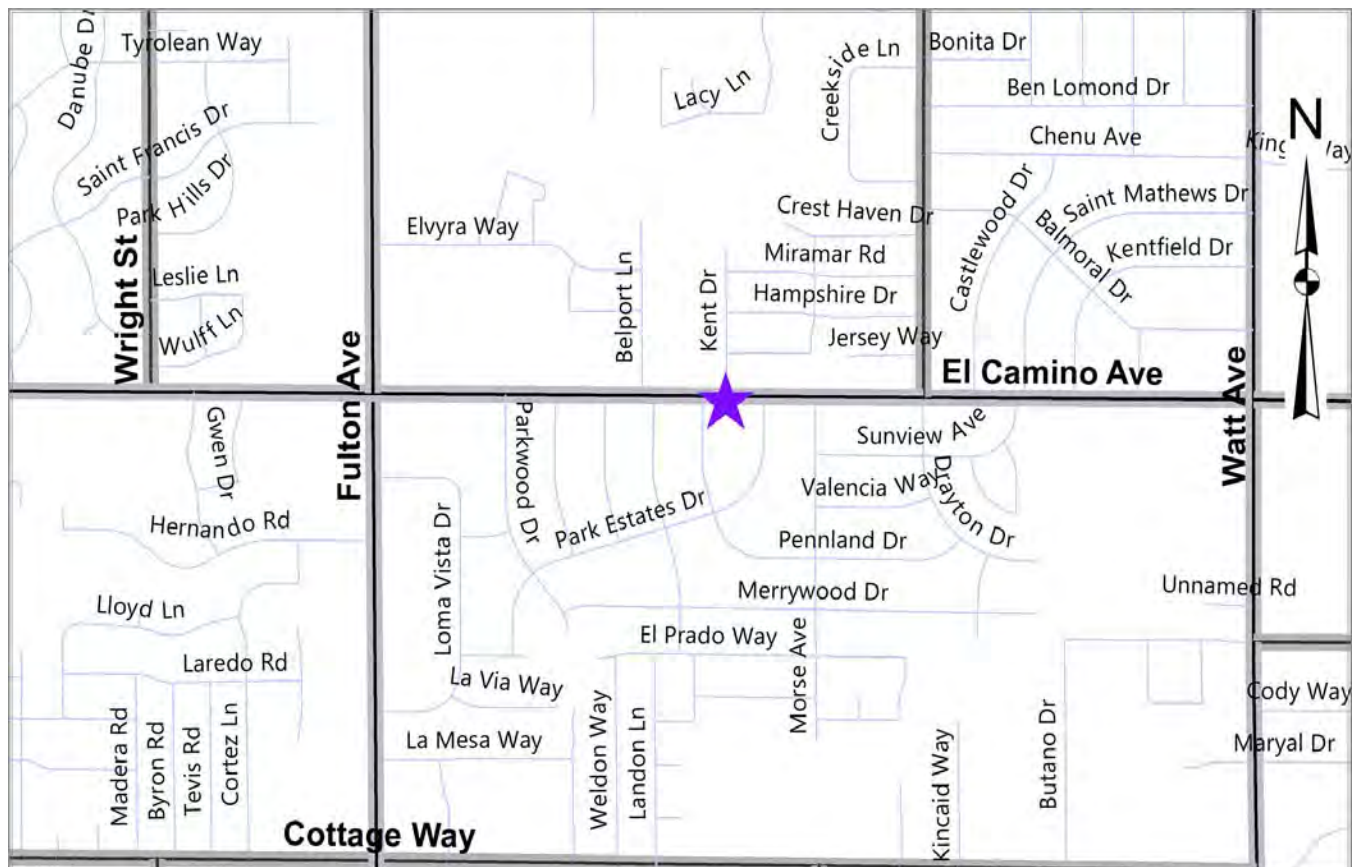 Danube Dr
Tyrolean Way
Saint Francis Dr
Park Hills Dr
Leslie Ln
Wulff Ln
Wright St
Fulton Ave
Elvyra Way
Belport Ln
Kent Dr
Lacy Ln
Creekside Ln
Crest Haven Dr
Miramar Rd
Hampshire Dr
Jersey Way
Bonita Dr
Ben Lomond Dr
Chenu Ave
Castlewood Dr
Saint Mathews Dr
Balmoral Dr
Kentfield Dr
N
El Camino Ave
Watt Ave
Gwen Dr
Hernando Rd
Lloyd Ln
Laredo Rd
Madera Rd
Byron Rd
Tevis Rd
Cortez Ln
Parkwood Dr
Park Estates Dr
Loma Vista Dr
La Via Way
La Mesa Way
Weldon Way
Landon Ln
Sunview Ave
Valencia Way
Drayton Dr
Pennland Dr
Merrywood Dr
El Prado Way
Morse Ave
Kincaid Way
Butano Dr
Unnamed Rd
Cody Way
Maryal Dr
Cottage Way